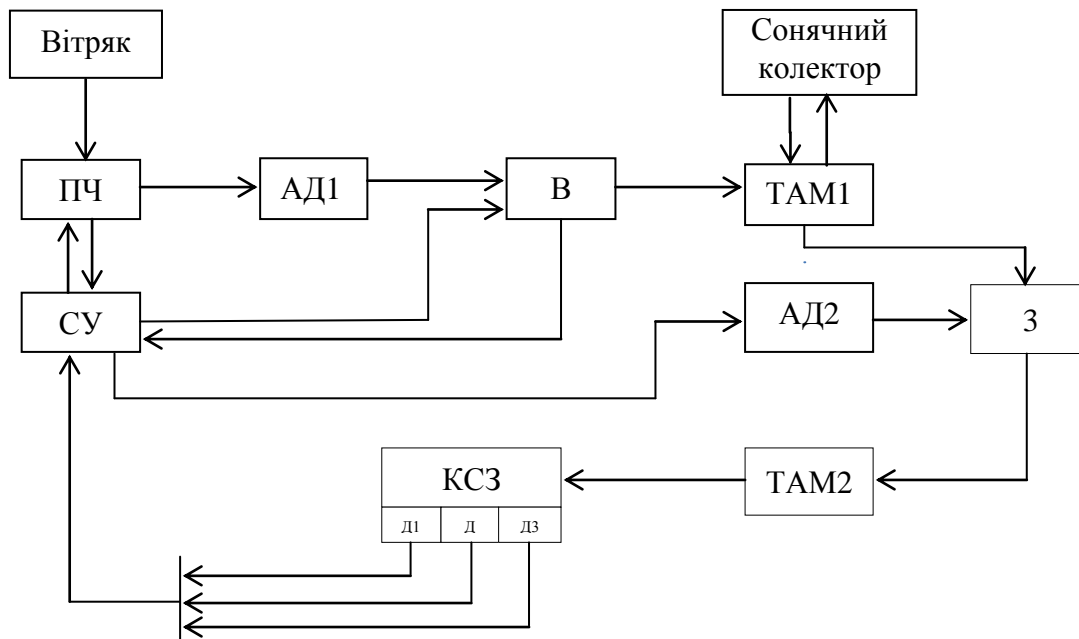 Вітряк
Сонячний
колектор
ПЧ
АД1
В
ТАМ1
СУ
АД2
З
КСЗ
ТАМ2
Д1
Д
Д3